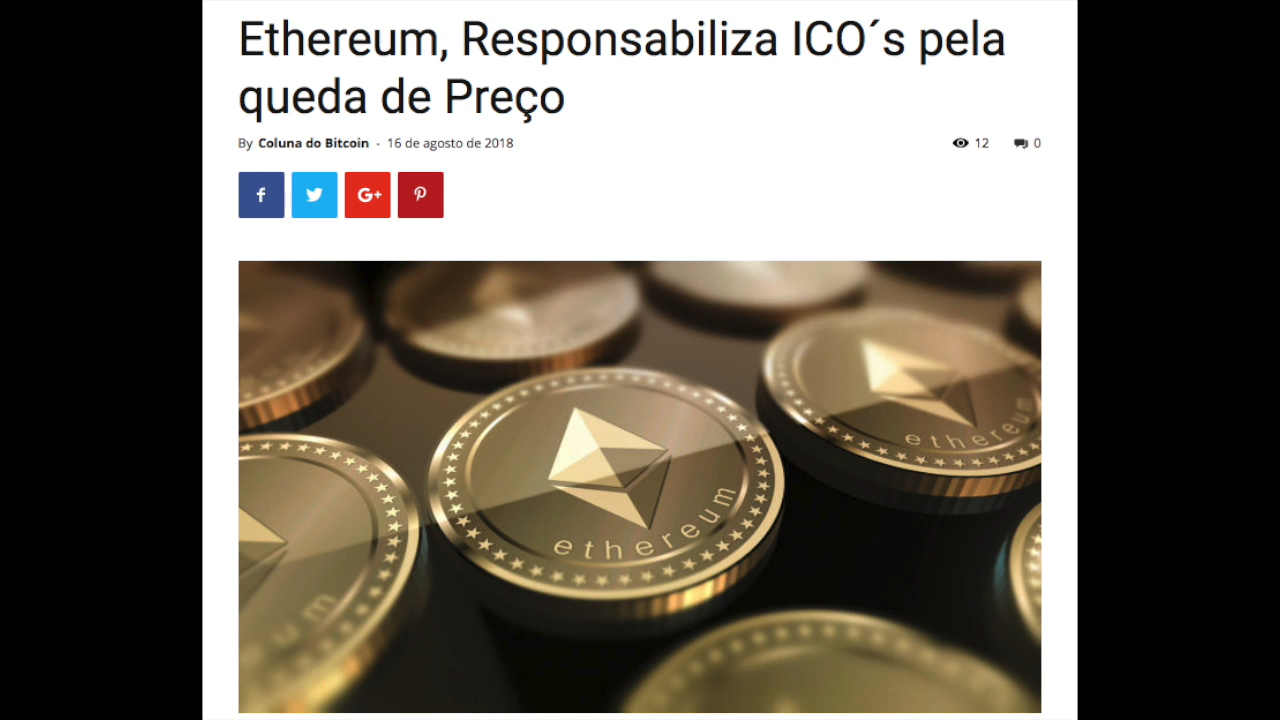 Ethereum, Responsabiliza ICO´s pela
queda de Preço
By Coluna do Bitcoin - 16 de agosto de 2018 12 0
f G+
ethereum
ethereum
um